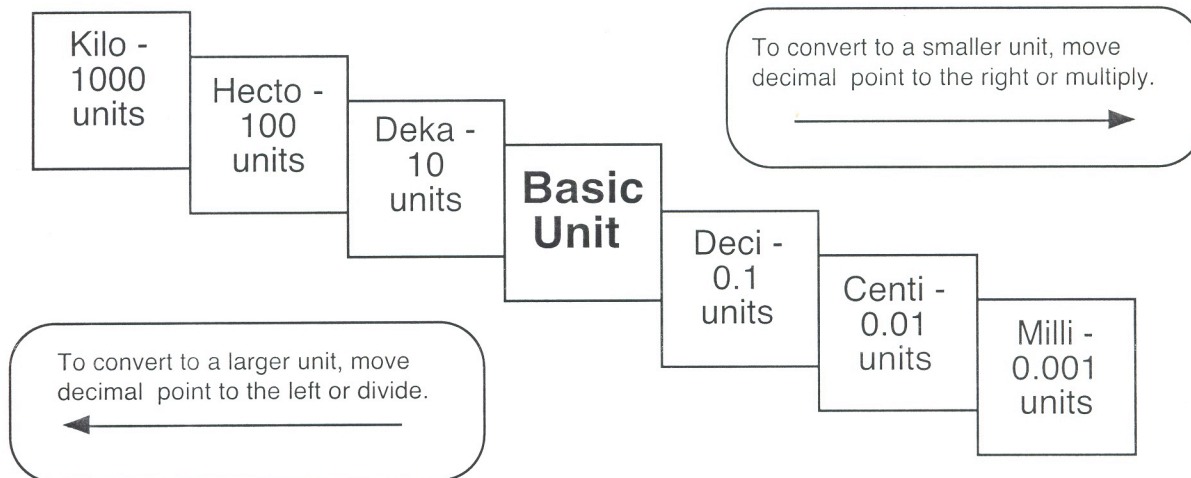 Kilo -
1000
units
Hecto -
100
units
Deka -
10
units
Basic
Unit
Deci -
0.1
units
Centi -
0.01
units
Milli -
0.001
units
To convert to a smaller unit, move
decimal point to the right or multiply.
To convert to a larger unit, move
decimal point to the left or divide.